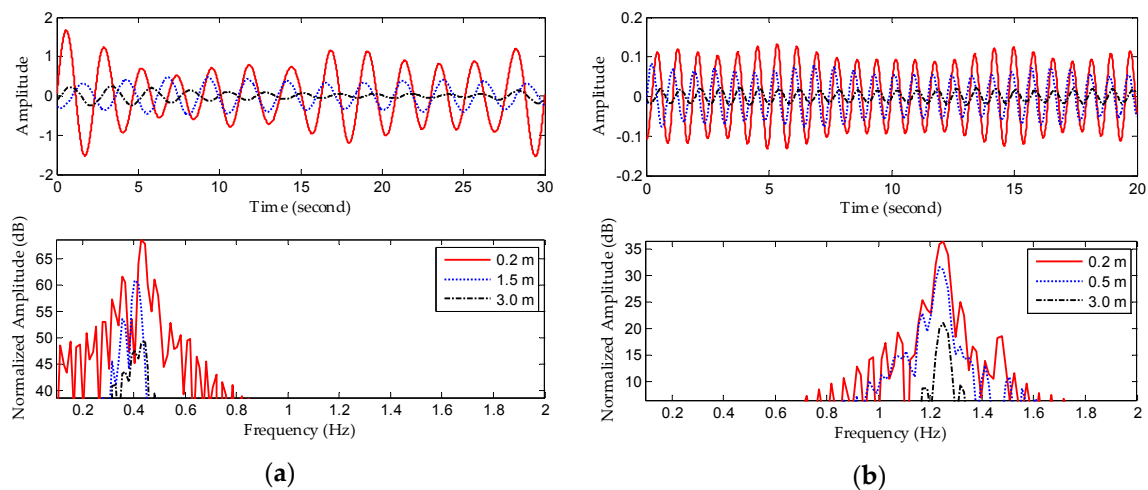 2
1
0
-1
-2
Amplitude
0 5 10 15 20 25 30
Time (second)
65
60
55
50
45
40
Normalized Amplitude (dB)
0.2 m
1.5 m
3.0 m
0.2 0.4 0.6 0.8 1 1.2 1.4 1.6 1.8 2
Frequency (Hz)
(a)
0.2
0.1
0
-0.1
-0.2
Amplitude
0 5 10 15 20
Time (second)
35
30
25
20
15
10
Normalized Amplitude (dB)
0.2 m
0.5 m
3.0 m
0.2 0.4 0.6 0.8 1 1.2 1.4 1.6 1.8 2
Frequency (Hz)
(b)